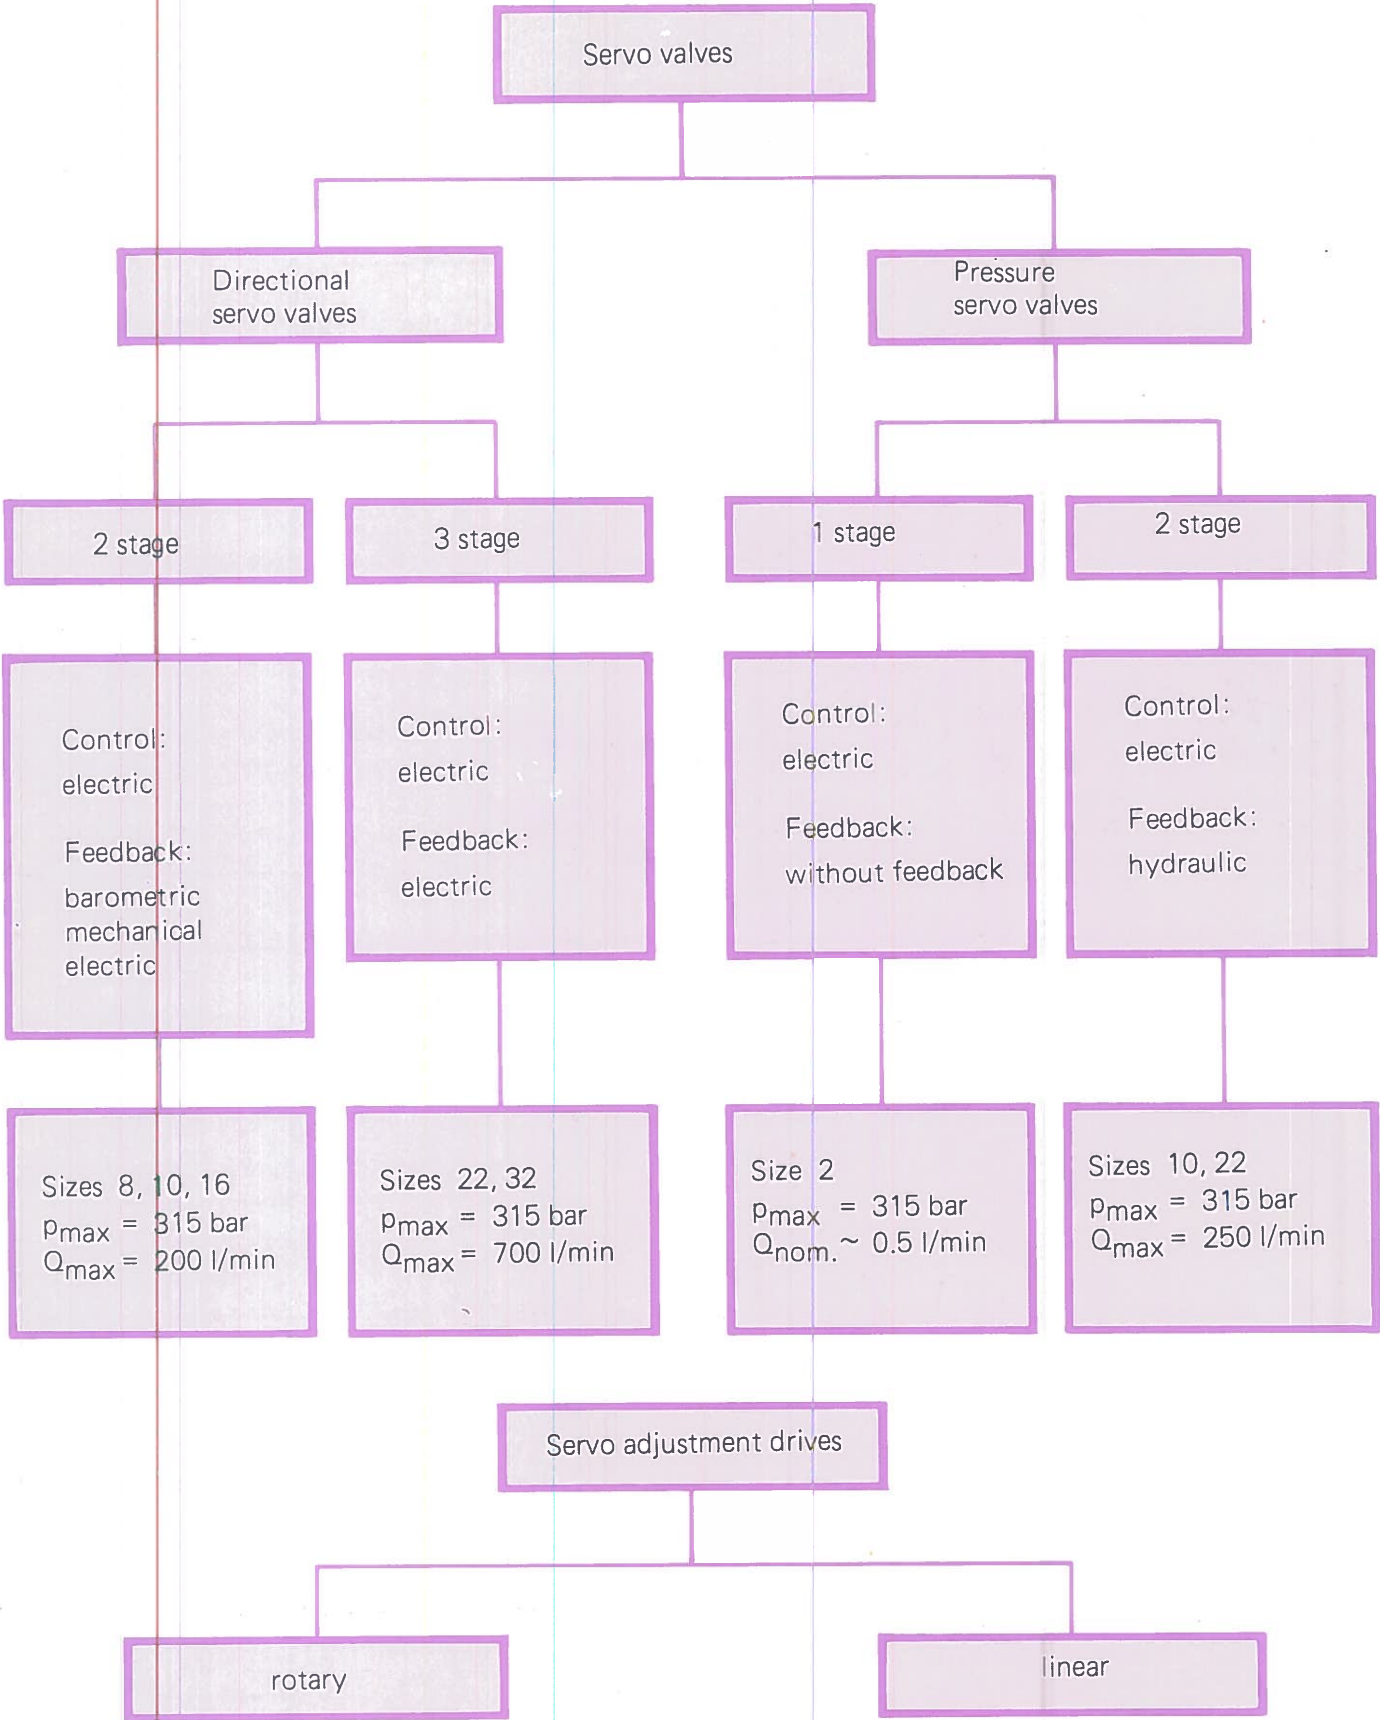 Servo valves
Directional
servo valves
Pressure
servo valves
2 stage
3 stage
1 stage
2 stage
Control:
electric
Feedback:
barometric
mechanical
electric
Control:
electric
Feedback:
electric
Control:
electric
Feedback:
without feedback
Control:
electric
Feedback:
hydraulic
Sizes 8, 10, 16
pmax = 315 bar
Qmax = 200 l/min
Sizes 22, 32
pmax = 315 bar
Qmax = 700 l/min
Size 2
pmax = 315 bar
Qnom. ~ 0.5 l/min
Sizes 10, 22
pmax = 315 bar
Qmax = 250 l/min
Servo adjustment drives
rotary
linear